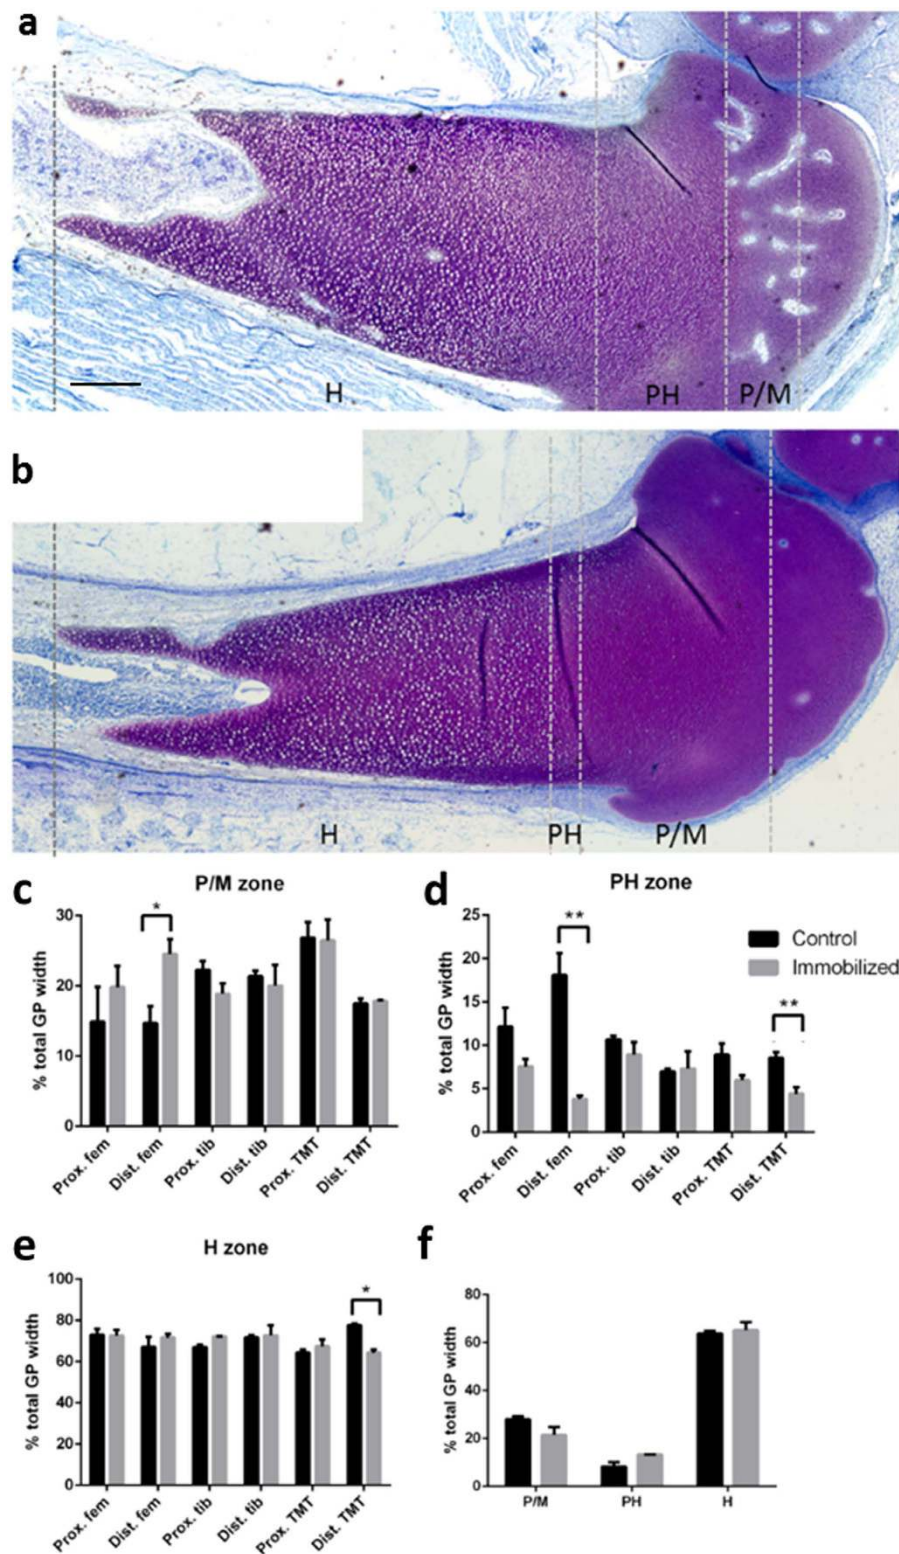 a
H PH P/M
b
H PH P/M
c
P/M zone
% total GP width
30
20
10
0
*
Prox. fem
Dist. fem
Prox. tib
Dist. tib
Prox. TMT
Dist. TMT
d
PH zone
% total GP width
25
20
15
10
5
0
**
**
Control
Immobilized
Prox. fem
Dist. fem
Prox. tib
Dist. tib
Prox. TMT
Dist. TMT
e
H zone
% total GP width
100
80
60
40
20
0
*
Prox. fem
Dist. fem
Prox. tib
Dist. tib
Prox. TMT
Dist. TMT
f
% total GP width
80
60
40
20
0
P/M PH H